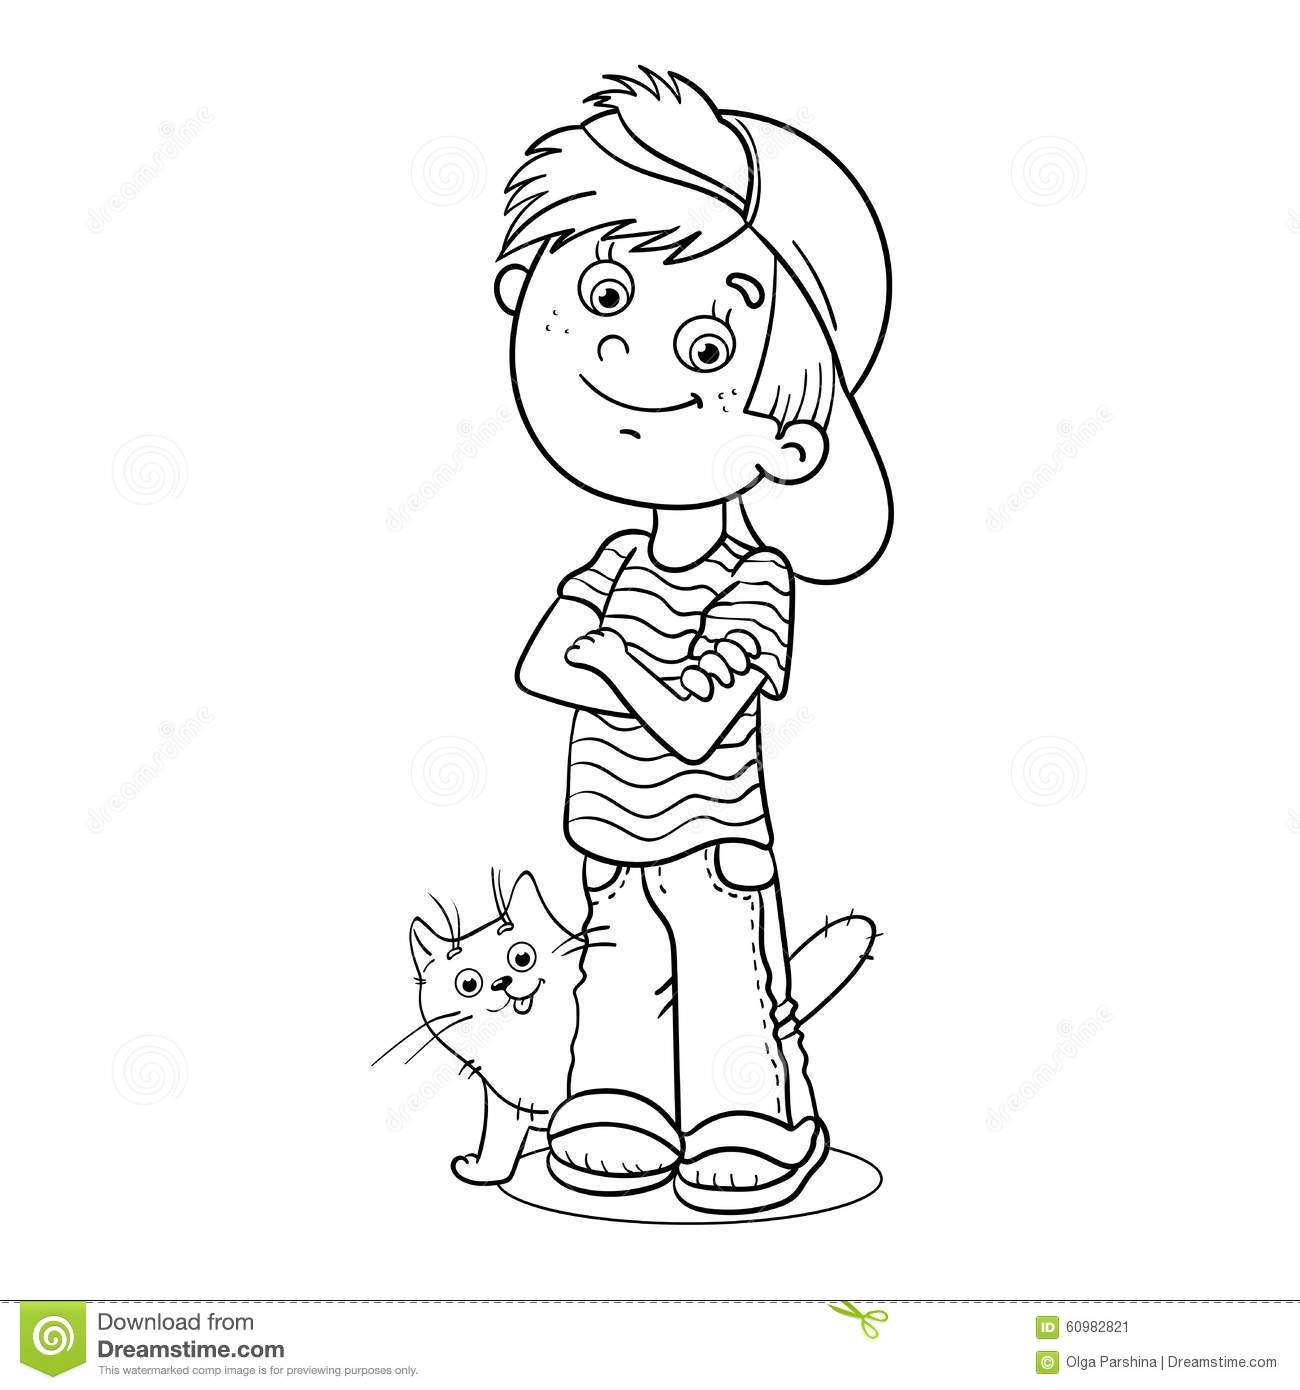 Download from
Dreamstime.com
This watermarked comp image is for previewing purposes only.
ID 60982821
© Olga Parshina | Dreamstime.com